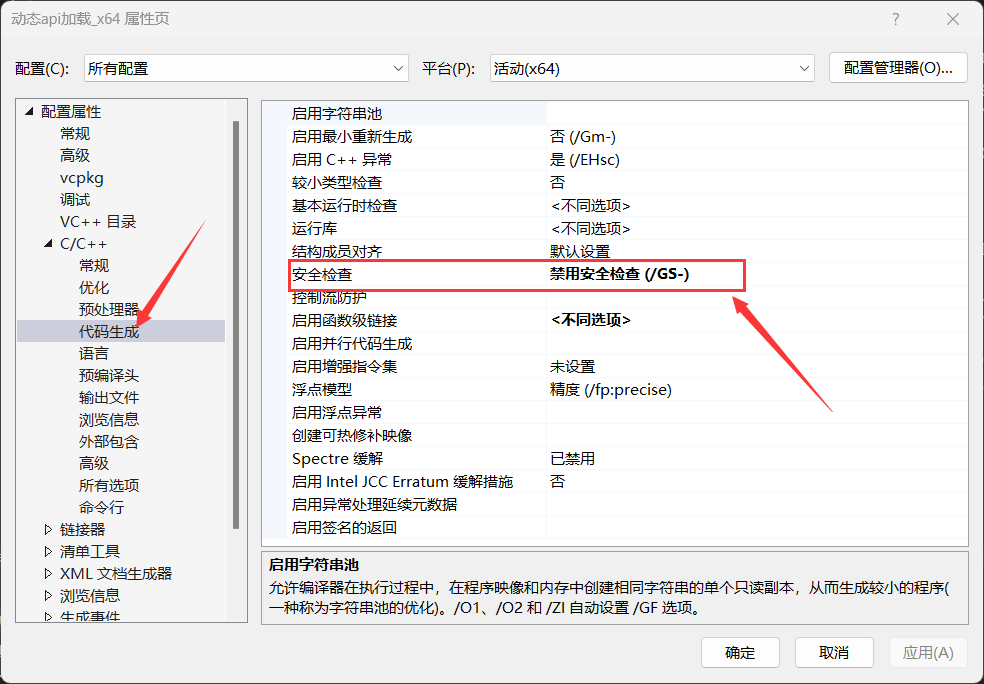 动态api加载_x64 属性页
?
配置(C): 所有配置 平台(P): 活动(x64) 配置管理器(O)...
配置属性
常规
高级
vcpkg
调试
VC++ 目录
C/C++
常规
优化
预处理器
代码生成
语言
预编译头
输出文件
浏览信息
外部包含
高级
所有选项
命令行
链接器
清单工具
XML 文档生成器
浏览信息
生成事件
启用字符串池
启用最小重新生成 否 (/Gm-)
启用 C++ 异常 是 (/EHsc)
较小类型检查 否
基本运行时检查 <不同选项>
运行库 <不同选项>
结构成员对齐 默认设置
安全检查 禁用安全检查 (/GS-)
控制流防护
启用函数级链接 <不同选项>
启用并行代码生成
启用增强指令集 未设置
浮点模型 精度 (/fp:precise)
启用浮点异常
创建可热修补映像
Spectre 缓解 已禁用
启用 Intel JCC Erratum 缓解措施 否
启用异常处理延续元数据
启用签名的返回
启用字符串池
允许编译器在执行过程中，在程序映像和内存中创建相同字符串的单个只读副本，从而生成较小的程序(
一种称为字符串池的优化)。/O1、/O2 和 /ZI 自动设置 /GF 选项。
确定 取消 应用(A)